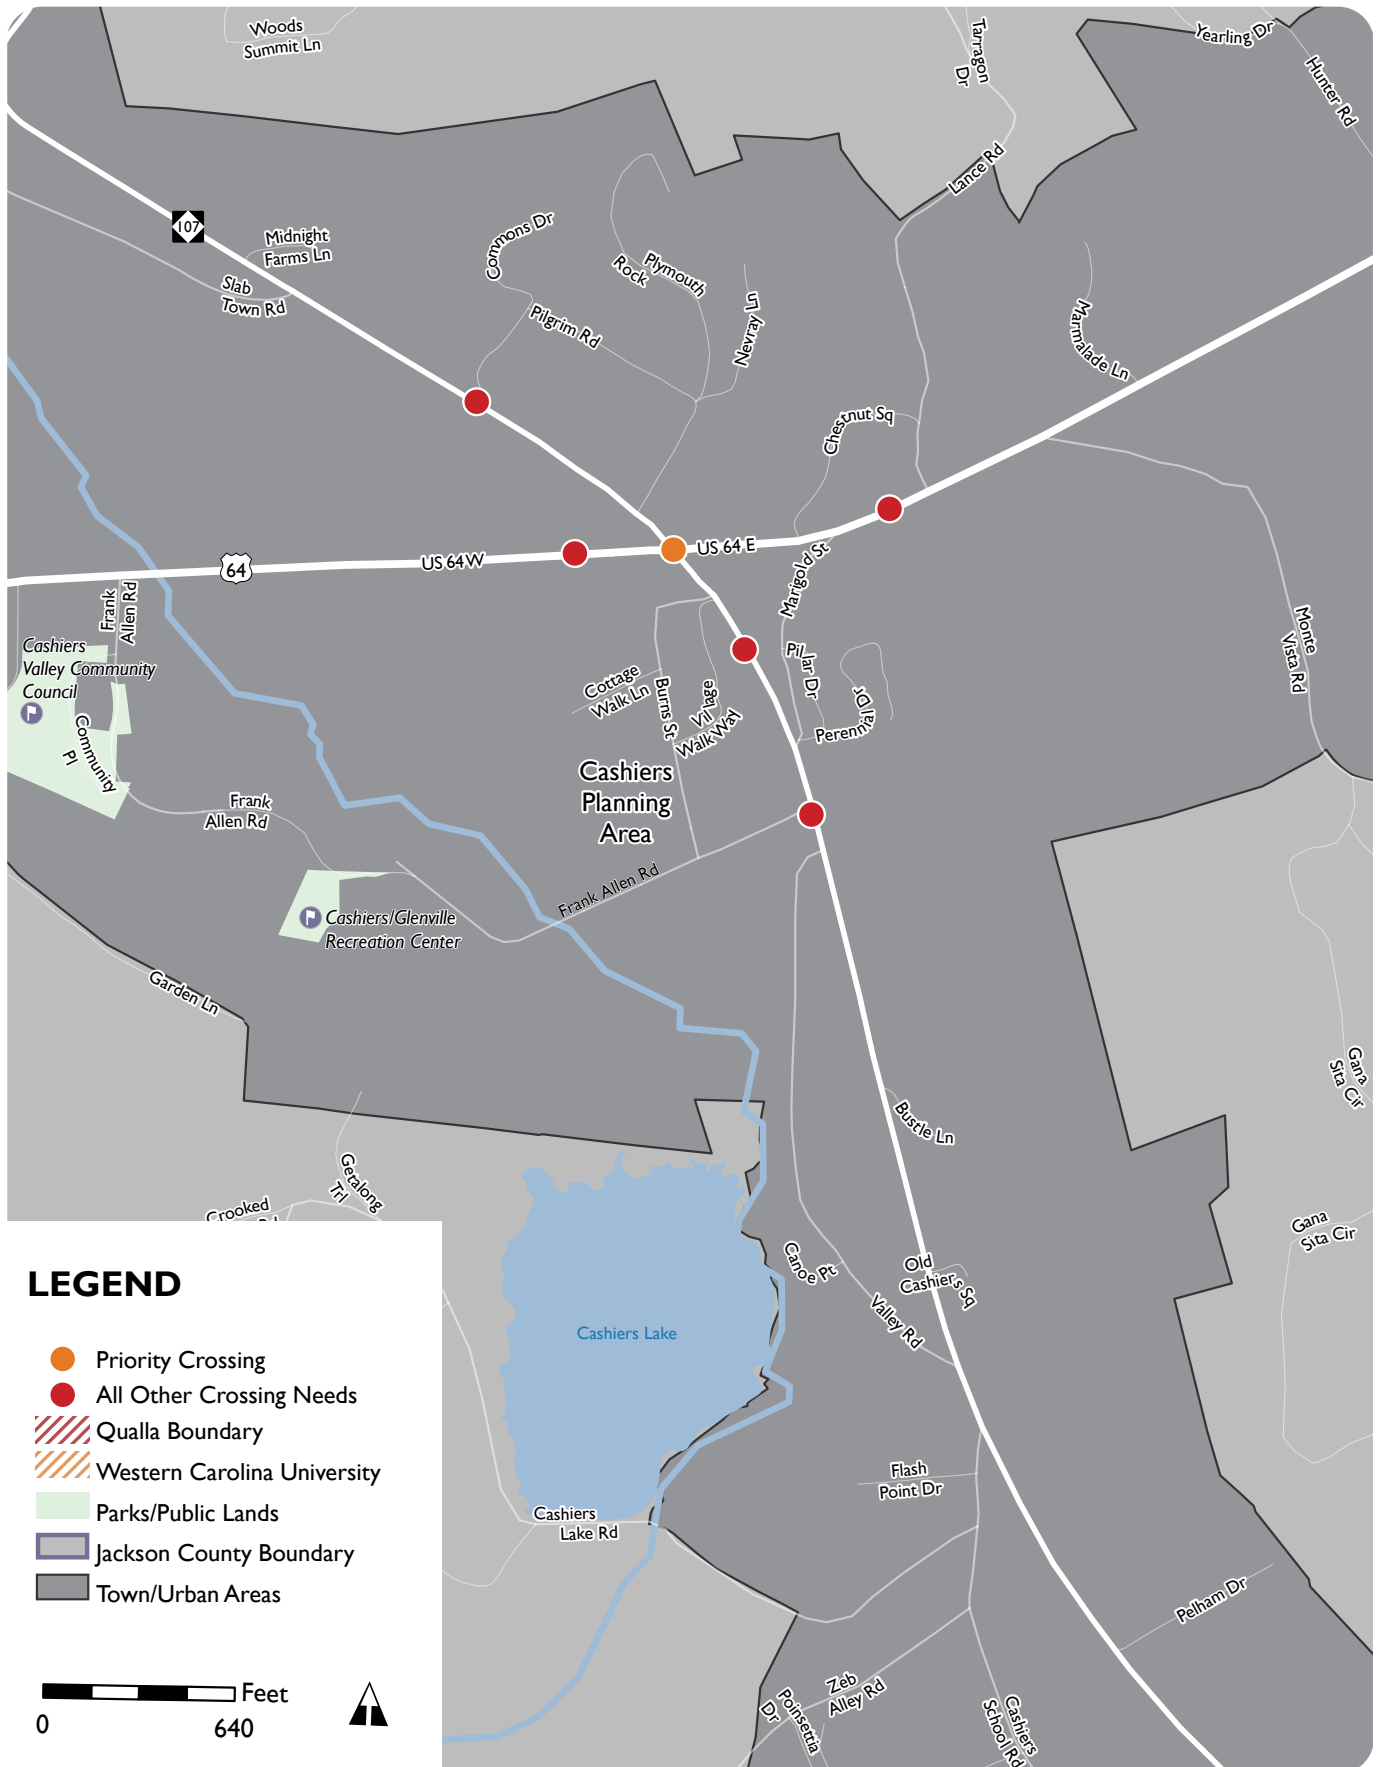 Woods
Summit Ln
Tarragon
Dr
Yearling Dr
Hunter Rd
Lance Rd
107
Midnight
Farms Ln
Slab
Town Rd
Commons Dr
Plymouth
Rock
Pilgrim Rd
Nevray Ln
Marmalade Ln
Chestnut Sq
US 64 W
US 64 E
64
Marigold St
Frank
Allen Rd
Cashiers
Valley Community
Council
Community
Pl
Cottage
Walk Ln
Burns St
Village
Walk Way
Pillar Dr
Perennial Dr
Monte
Vista Rd
Cashiers
Planning
Area
Frank
Allen Rd
Frank Allen Rd
Cashiers/Glenville
Recreation Center
Garden Ln
Gana
Sita Cir
Bustle Ln
Getalong
Trl
Crooked
Gana
Sita Cir
Canoe Pt
Old
Cashiers Sq
Valley Rd
Cashiers Lake
Flash
Point Dr
Cashiers
Lake Rd
Pelham Dr
Zeb
Alley Rd
Poinsettia
Dr
Cashiers
School Rd
LEGEND
Priority Crossing
All Other Crossing Needs
Qualla Boundary
Western Carolina University
Parks/Public Lands
Jackson County Boundary
Town/Urban Areas
Feet
0 640